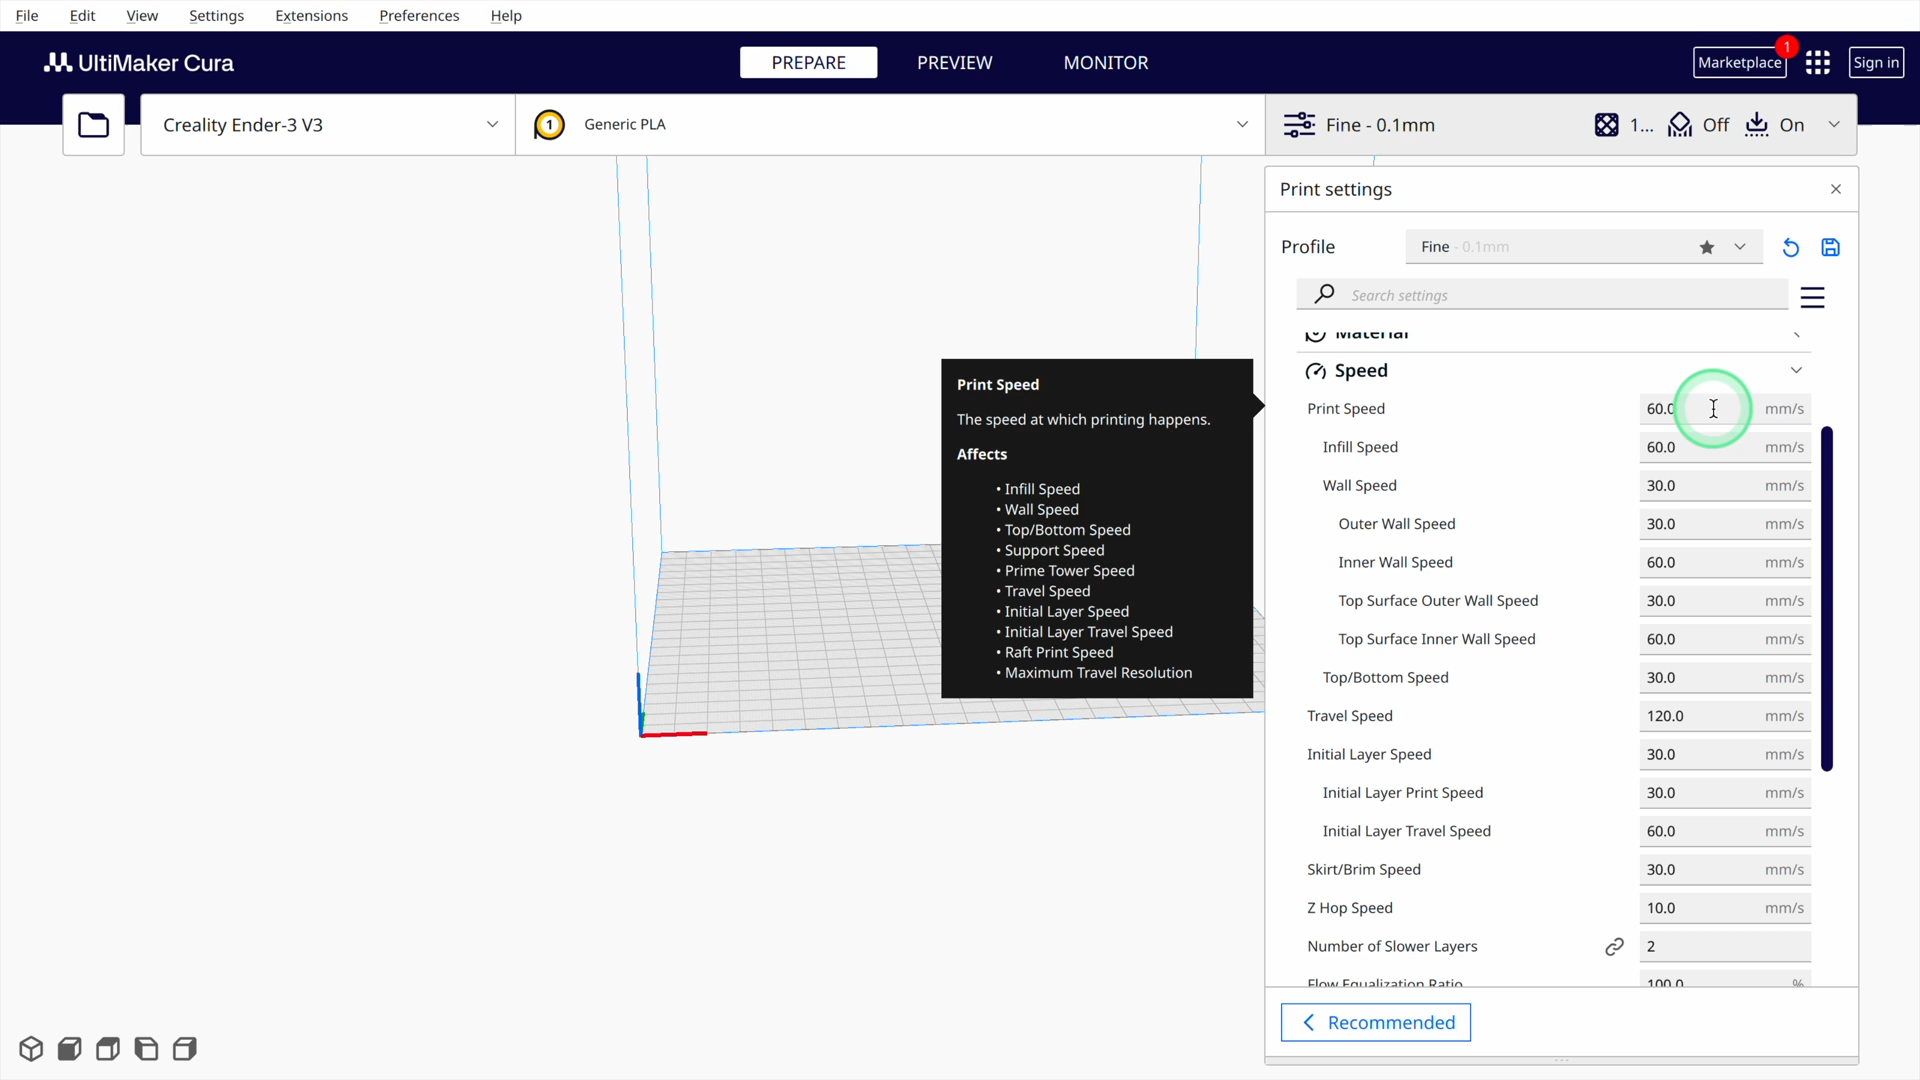 File Edit View Settings Extensions Preferences Help
UltiMaker Cura PREPARE PREVIEW MONITOR Marketplace 1 Sign in
Creality Ender-3 V3 1 Generic PLA Fine - 0.1mm 1... Off On
Print settings
Profile Fine - 0.1mm
Search settings
Material
Speed
Print Speed 60.0 mm/s
Infill Speed 60.0 mm/s
Wall Speed 30.0 mm/s
Outer Wall Speed 30.0 mm/s
Inner Wall Speed 60.0 mm/s
Top Surface Outer Wall Speed 30.0 mm/s
Top Surface Inner Wall Speed 60.0 mm/s
Top/Bottom Speed 30.0 mm/s
Travel Speed 120.0 mm/s
Initial Layer Speed 30.0 mm/s
Initial Layer Print Speed 30.0 mm/s
Initial Layer Travel Speed 60.0 mm/s
Skirt/Brim Speed 30.0 mm/s
Z Hop Speed 10.0 mm/s
Number of Slower Layers 2
Flow Equalization Ratio 100.0 %
Recommended
Print Speed
The speed at which printing happens.
Affects
• Infill Speed
• Wall Speed
• Top/Bottom Speed
• Support Speed
• Prime Tower Speed
• Travel Speed
• Initial Layer Speed
• Initial Layer Travel Speed
• Raft Print Speed
• Maximum Travel Resolution